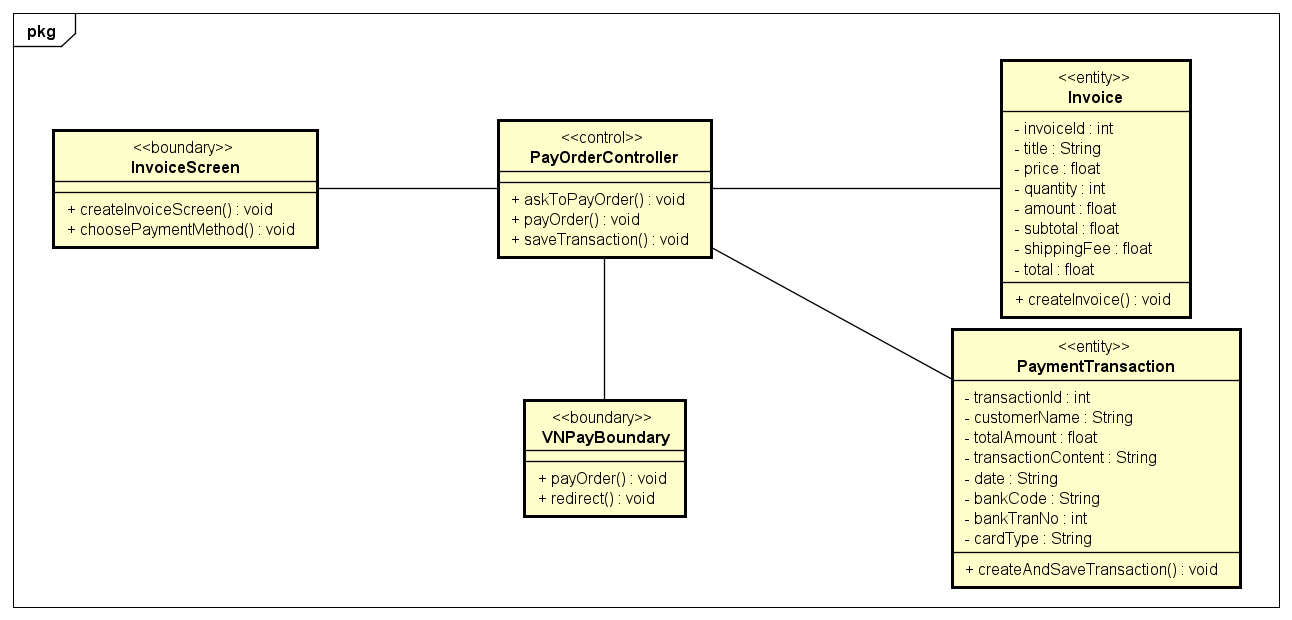 pkg
<<boundary>>
InvoiceScreen
+ createInvoiceScreen() : void
+ choosePaymentMethod() : void
<<control>>
PayOrderController
+ askToPayOrder() : void
+ payOrder() : void
+ saveTransaction() : void
<<entity>>
Invoice
- invoiceId : int
- title : String
- price : float
- quantity : int
- amount : float
- subtotal : float
- shippingFee : float
- total : float
+ createInvoice() : void
<<boundary>>
VNPayBoundary
+ payOrder() : void
+ redirect() : void
<<entity>>
PaymentTransaction
- transactionId : int
- customerName : String
- totalAmount : float
- transactionContent : String
- date : String
- bankCode : String
- bankTranNo : int
- cardType : String
+ createAndSaveTransaction() : void